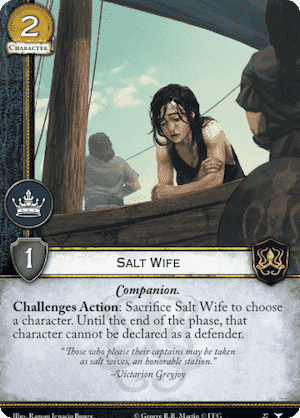 2
CHARACTER
1
SALT WIFE
Companion.
Challenges Action: Sacrifice Salt Wife to choose
a character. Until the end of the phase, that
character cannot be declared as a defender.
"Those who please their captains may be taken
as salt wives, an honorable station."
–Victarion Greyjoy
Illus. Ramon Ignacio Bunge © George R.R. Martin © FFG 27